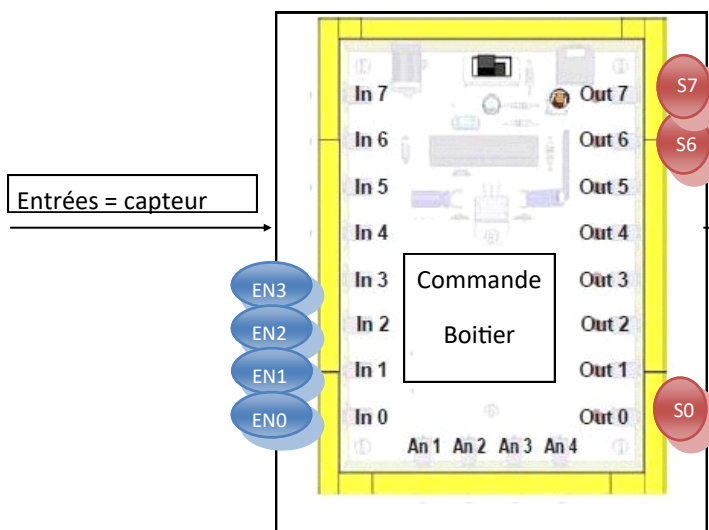 In 7 Out 7 S7
In 6 Out 6 S6
In 5 Out 5
Entrées = capteur
In 4 Out 4
EN3 In 3 Commande Out 3
EN2 In 2 Boitier Out 2
EN1 In 1 Out 1
EN0 In 0 Out 0 S0
An 1 An 2 An 3 An 4